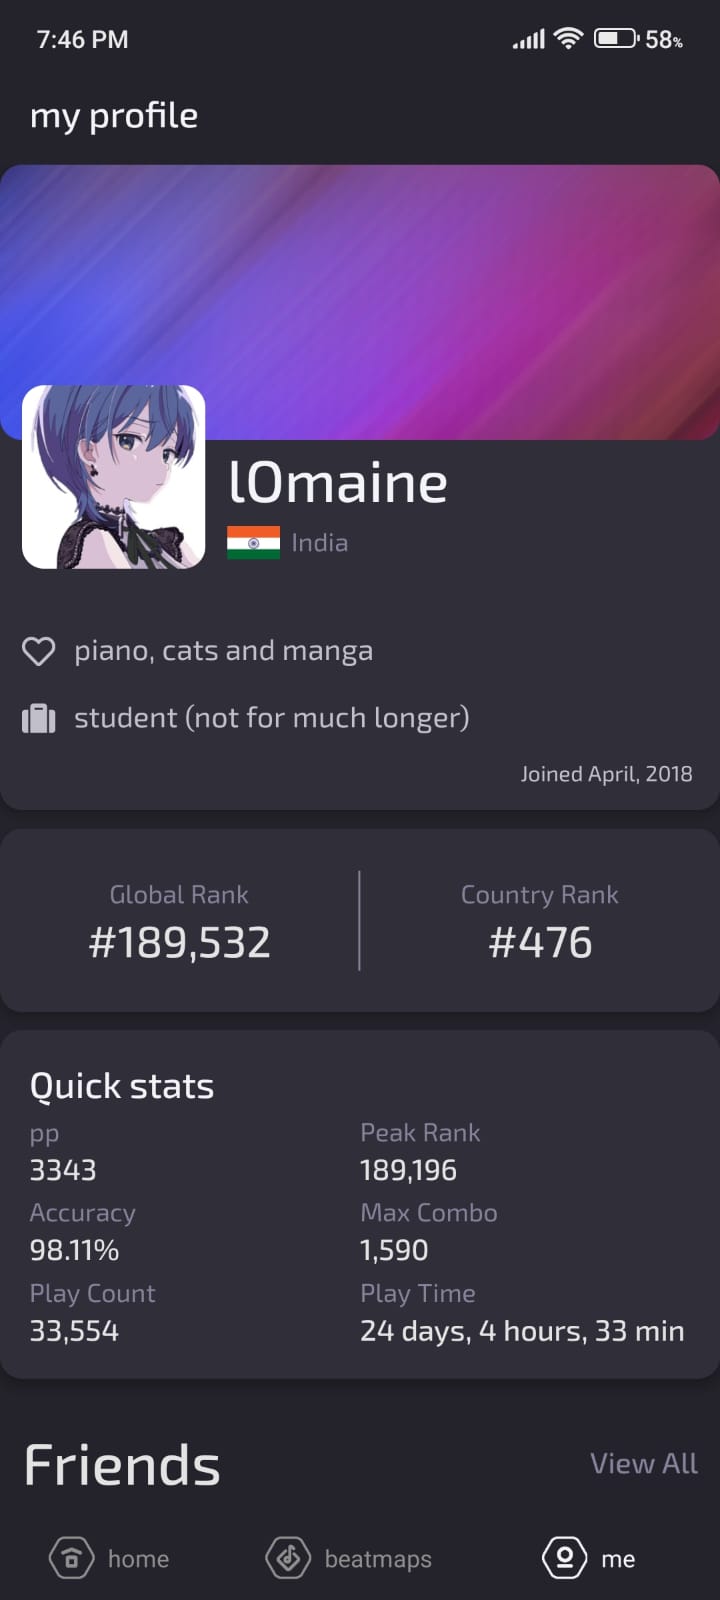 7:46 PM 58%
my profile
lOmaine
India
piano, cats and manga
student (not for much longer)
Joined April, 2018
Global Rank Country Rank
#189,532 #476
Quick stats
pp Peak Rank
3343 189,196
Accuracy Max Combo
98.11% 1,590
Play Count Play Time
33,554 24 days, 4 hours, 33 min
Friends View All
home beatmaps me